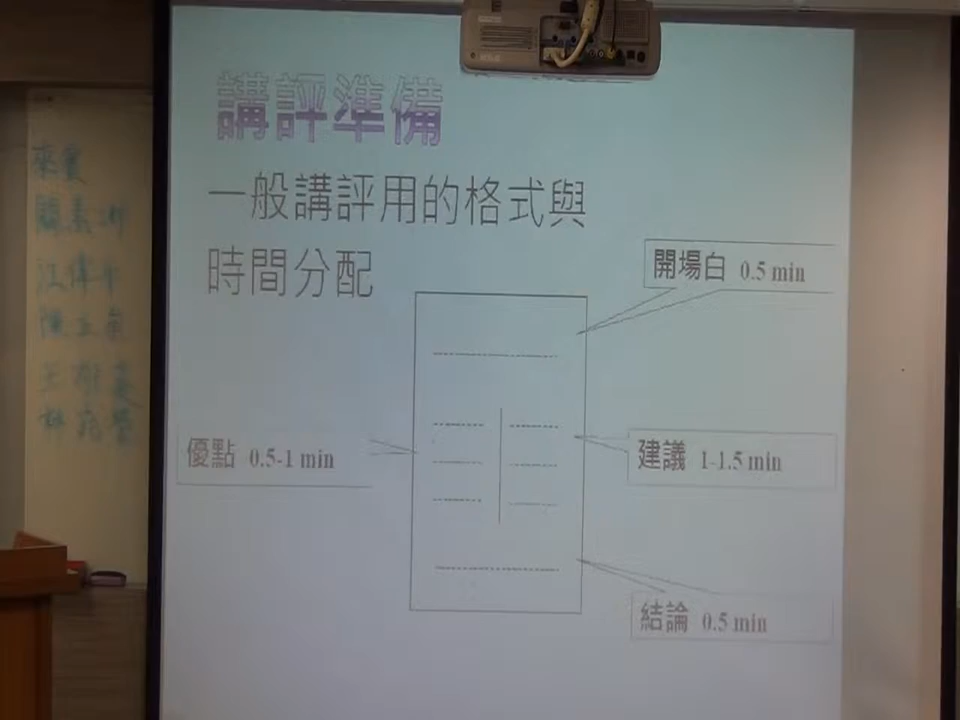 講評準備
一般講評用的格式與
時間分配
開場白 0.5 min
優點 0.5-1 min
建議 1-1.5 min
結論 0.5 min